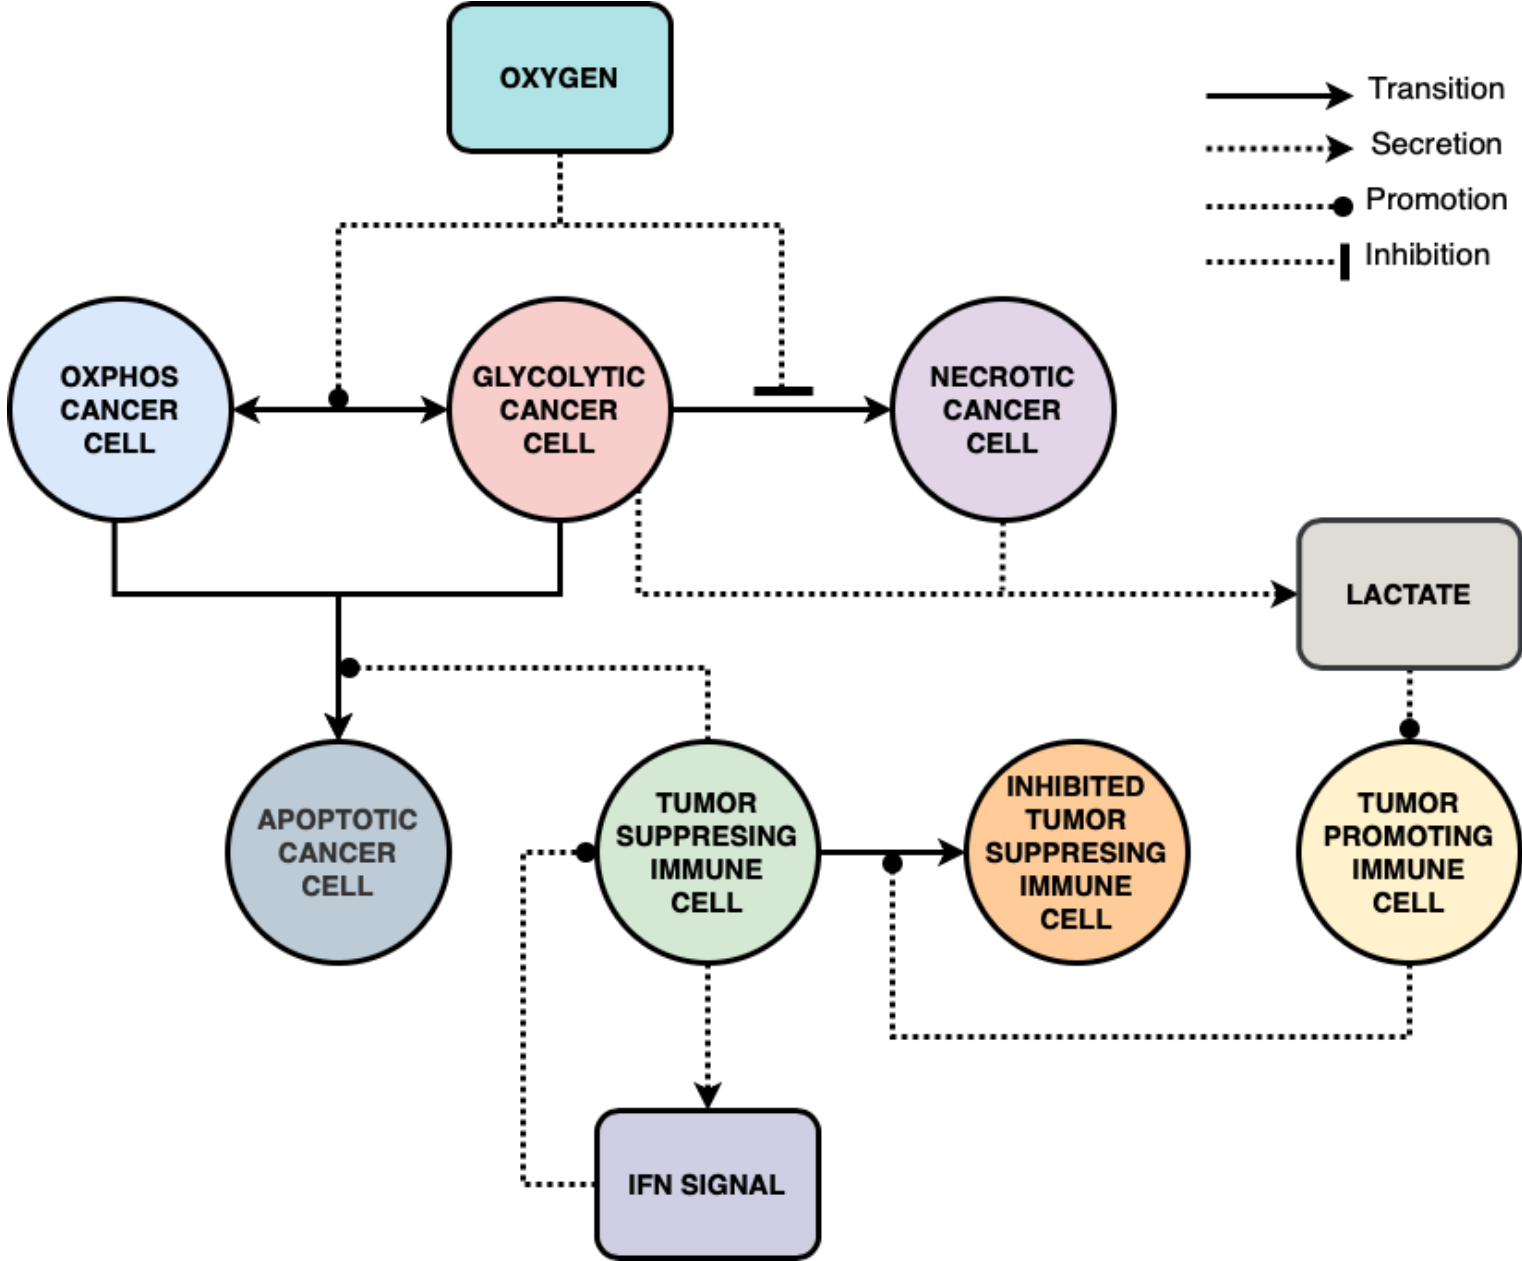 OXYGEN
Transition
Secretion
Promotion
Inhibition
OXPHOS
CANCER
CELL
GLYCOLYTIC
CANCER
CELL
NECROTIC
CANCER
CELL
LACTATE
APOPTOTIC
CANCER
CELL
TUMOR
SUPPRESING
IMMUNE
CELL
INHIBITED
TUMOR
SUPPRESING
IMMUNE
CELL
TUMOR
PROMOTING
IMMUNE
CELL
IFN SIGNAL